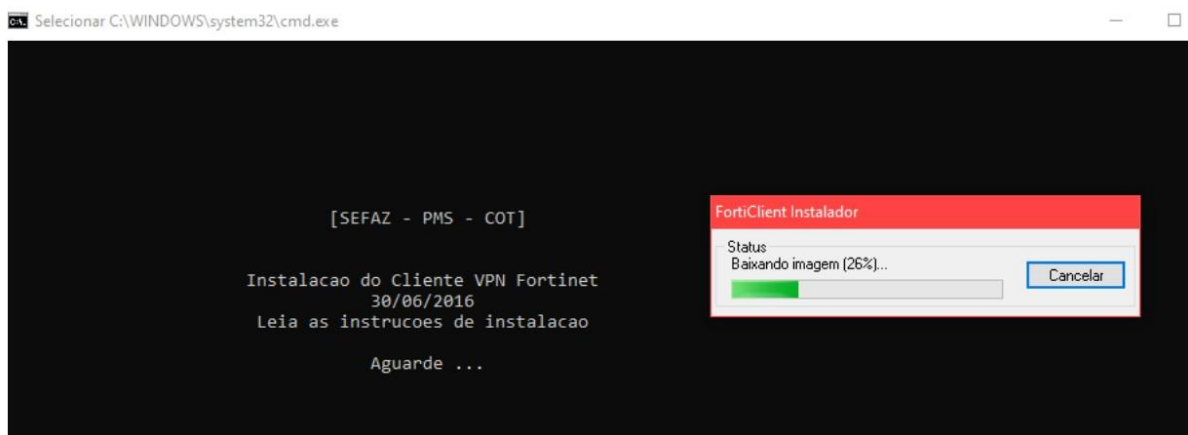 Selecionar C:\WINDOWS\system32\cmd.exe
[SEFAZ - PMS - COT]
Instalacao do Cliente VPN Fortinet
30/06/2016
Leia as instrucoes de instalacao
Aguarde ...
FortiClient Instalador
Status
Baixando imagem (26%)...
Cancelar